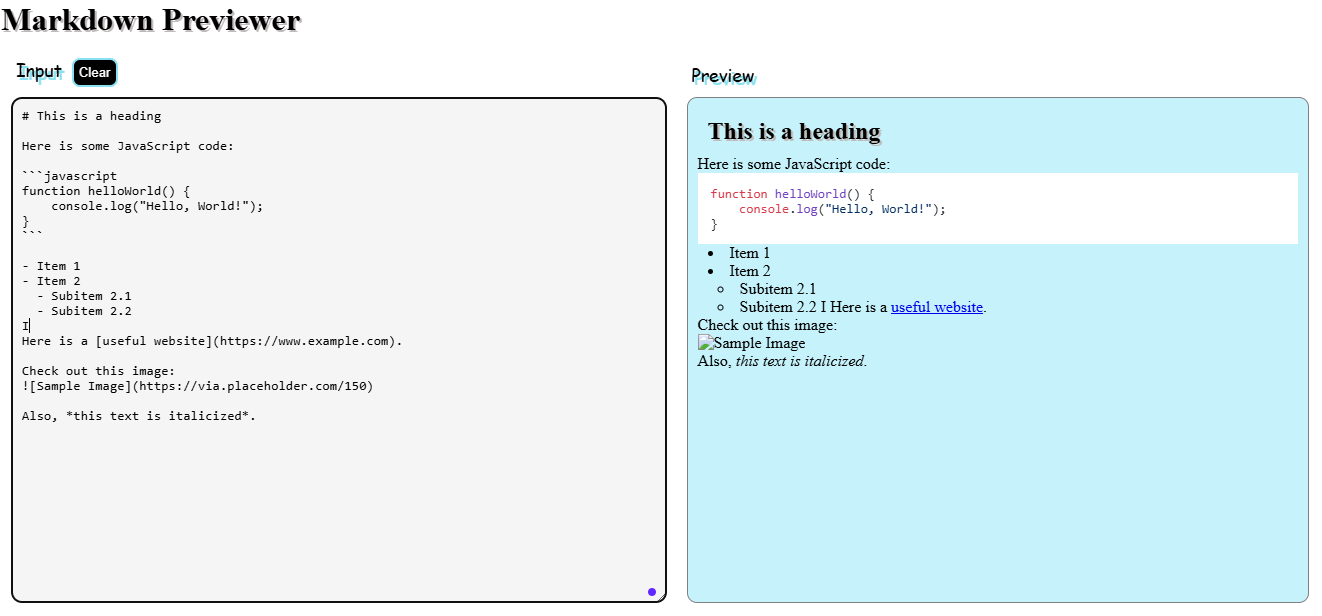 Markdown Previewer
Input Clear
# This is a heading
Here is some JavaScript code:
```javascript
function helloWorld() {
    console.log("Hello, World!");
}
```
- Item 1
- Item 2
  - Subitem 2.1
  - Subitem 2.2
I
Here is a [useful website](https://www.example.com).
Check out this image:
![Sample Image](https://via.placeholder.com/150)
Also, *this text is italicized*.
Preview
This is a heading
Here is some JavaScript code:
function helloWorld() {
    console.log("Hello, World!");
}
• Item 1
• Item 2
◦ Subitem 2.1
◦ Subitem 2.2 I Here is a useful website.
Check out this image:
Sample Image
Also, this text is italicized.